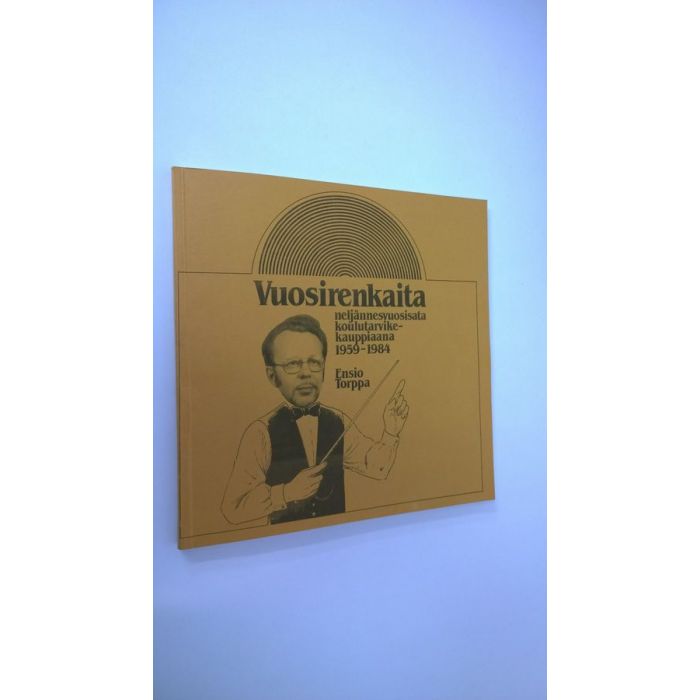 Vuosirenkaita
neljännesvuosisata
koulutarvike-
kauppiaana
1959-1984
Ensio
Torppa